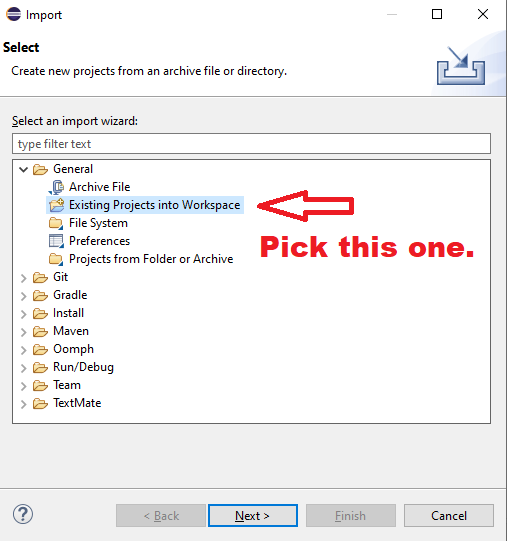 Import
Select
Create new projects from an archive file or directory.
Select an import wizard:
type filter text
General
Archive File
Existing Projects into Workspace
File System
Pick this one.
Preferences
Projects from Folder or Archive
Git
Gradle
Install
Maven
Oomph
Run/Debug
Team
TextMate
?
< Back
Next >
Finish
Cancel